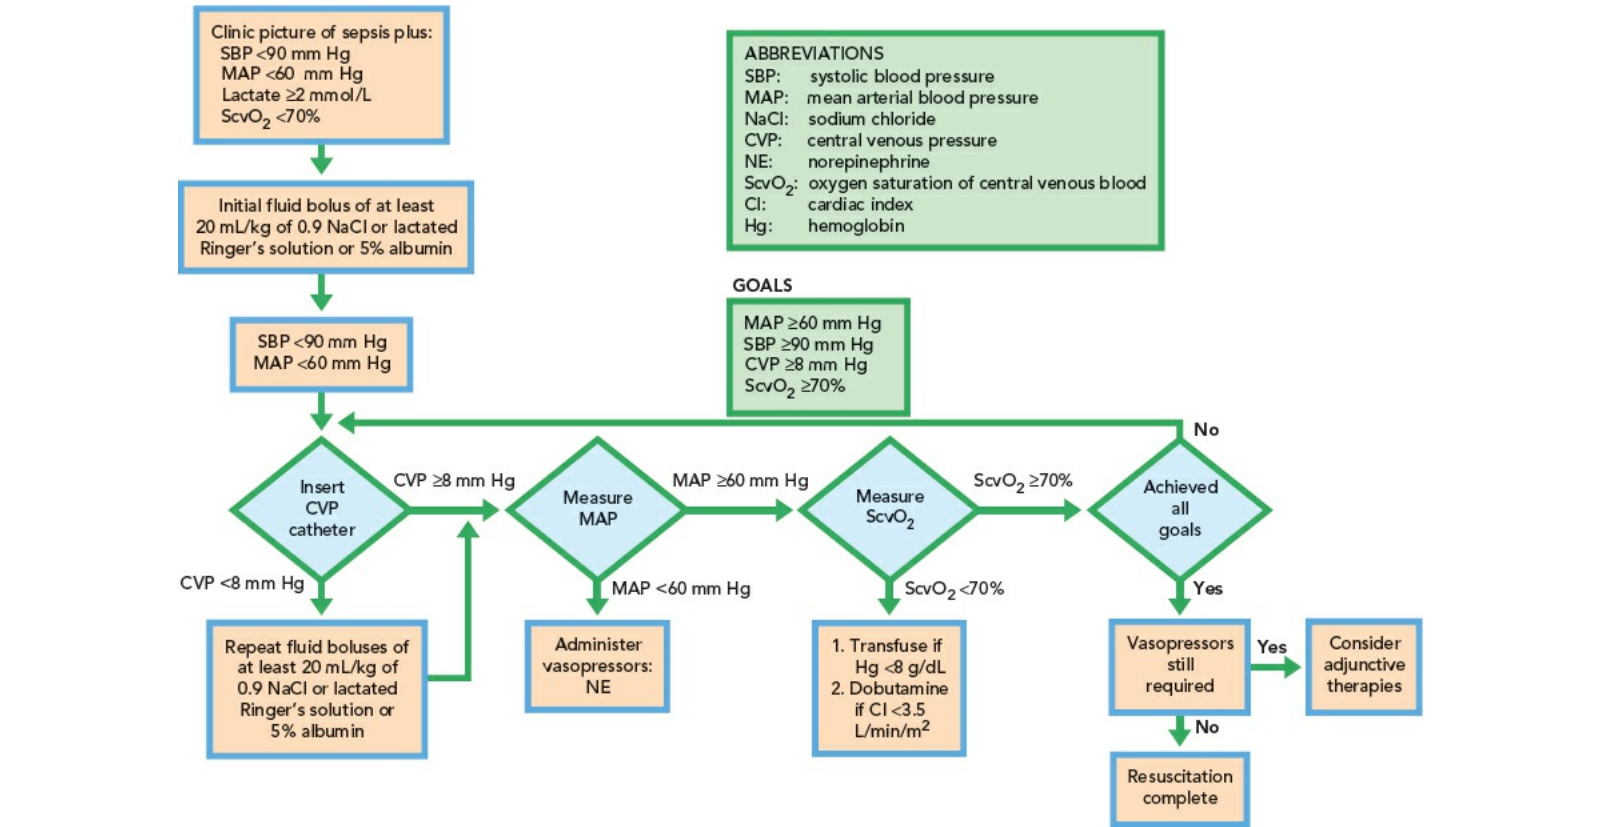 Clinic picture of sepsis plus:
SBP <90 mm Hg
MAP <60 mm Hg
Lactate ≥2 mmol/L
ScvO2 <70%
Initial fluid bolus of at least
20 mL/kg of 0.9 NaCl or lactated
Ringer's solution or 5% albumin
SBP <90 mm Hg
MAP <60 mm Hg
ABBREVIATIONS
SBP: systolic blood pressure
MAP: mean arterial blood pressure
NaCl: sodium chloride
CVP: central venous pressure
NE: norepinephrine
ScvO2: oxygen saturation of central venous blood
CI: cardiac index
Hg: hemoglobin
GOALS
MAP ≥60 mm Hg
SBP ≥90 mm Hg
CVP ≥8 mm Hg
ScvO2 ≥70%
Insert
CVP
catheter
CVP ≥8 mm Hg
CVP <8 mm Hg
Repeat fluid boluses of
at least 20 mL/kg of
0.9 NaCl or lactated
Ringer's solution or
5% albumin
Measure
MAP
MAP ≥60 mm Hg
MAP <60 mm Hg
Administer
vasopressors:
NE
Measure
ScvO2
ScvO2 ≥70%
ScvO2 <70%
1. Transfuse if
Hg <8 g/dL
2. Dobutamine
if CI <3.5
L/min/m2
Achieved
all
goals
No
Yes
Vasopressors
still
required
Yes
Consider
adjunctive
therapies
No
Resuscitation
complete